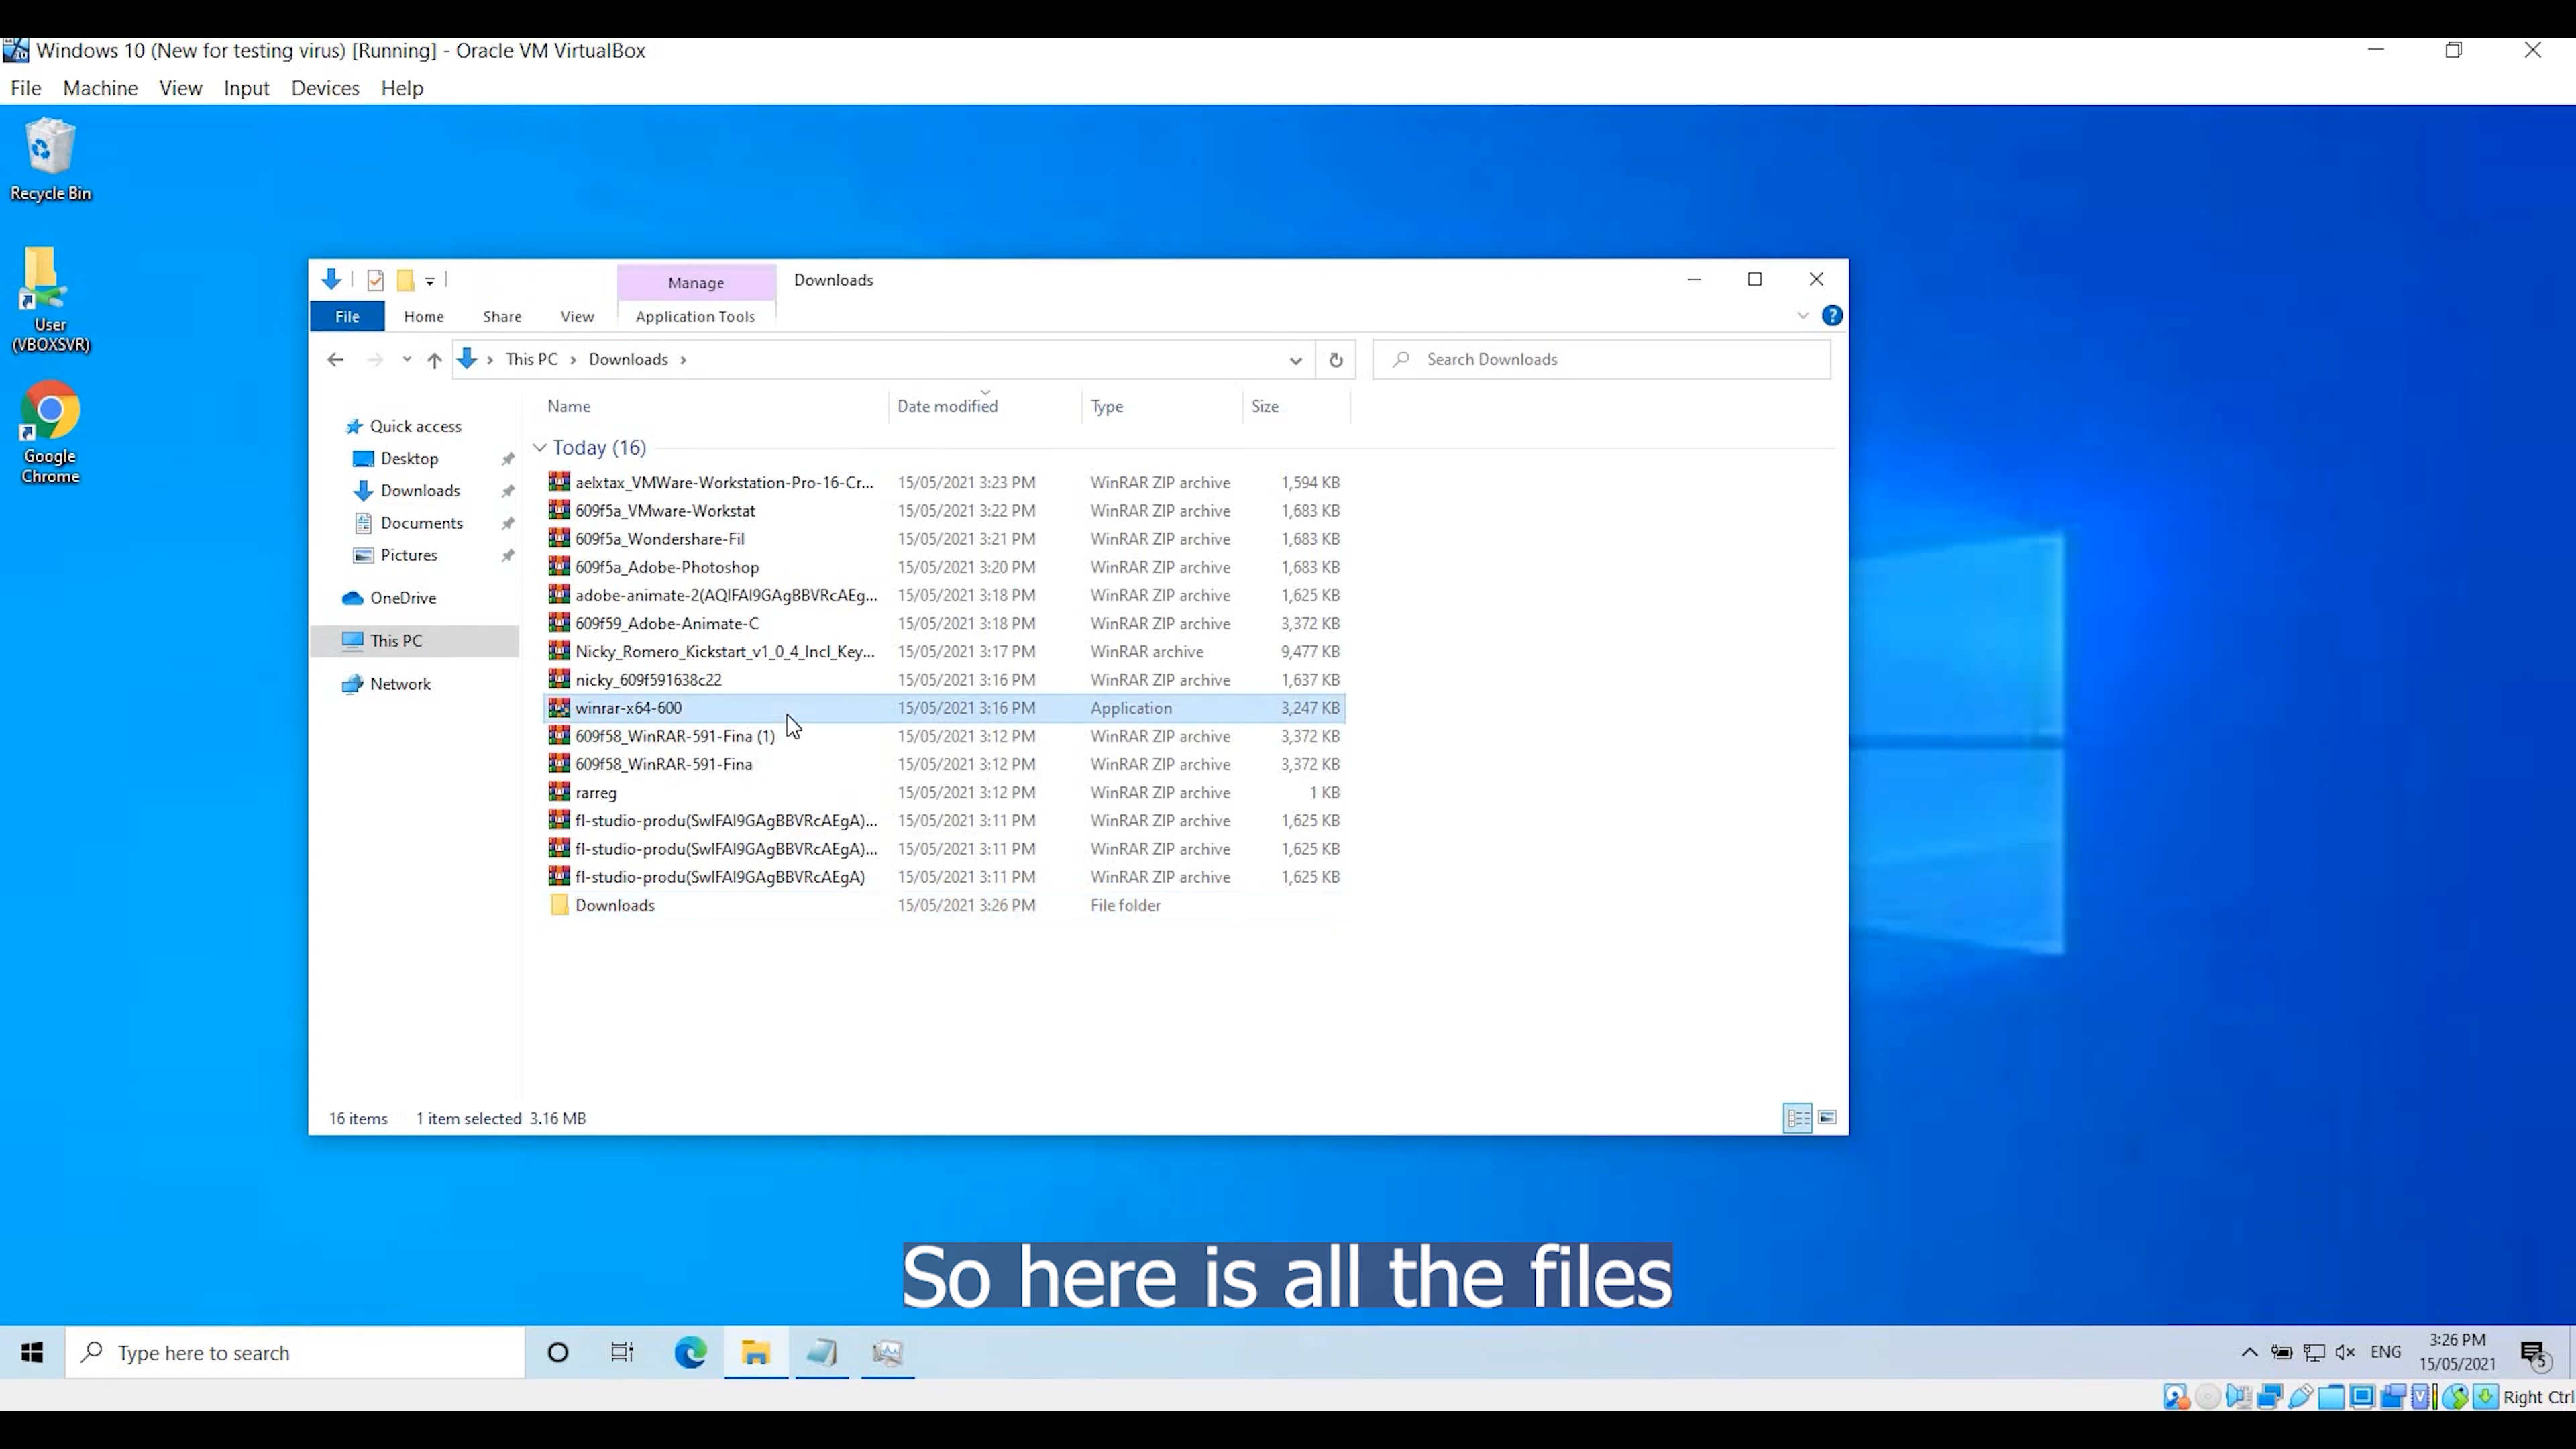 Windows 10 (New for testing virus) [Running] - Oracle VM VirtualBox
File Machine View Input Devices Help
Recycle Bin
User
(VBOXSVR)
Google
Chrome
Manage Downloads
File Home Share View Application Tools
This PC Downloads
Search Downloads
Quick access
Desktop
Downloads
Documents
Pictures
OneDrive
This PC
Network
Name Date modified Type Size
Today (16)
aelxtax_VMWare-Workstation-Pro-16-Cr... 15/05/2021 3:23 PM WinRAR ZIP archive 1,594 KB
609f5a_VMware-Workstat 15/05/2021 3:22 PM WinRAR ZIP archive 1,683 KB
609f5a_Wondershare-Fil 15/05/2021 3:21 PM WinRAR ZIP archive 1,683 KB
609f5a_Adobe-Photoshop 15/05/2021 3:20 PM WinRAR ZIP archive 1,683 KB
adobe-animate-2(AQIFAI9GAgBBVRcAEg... 15/05/2021 3:18 PM WinRAR ZIP archive 1,625 KB
609f59_Adobe-Animate-C 15/05/2021 3:18 PM WinRAR ZIP archive 3,372 KB
Nicky_Romero_Kickstart_v1_0_4_Incl_Key... 15/05/2021 3:17 PM WinRAR archive 9,477 KB
nicky_609f591638c22 15/05/2021 3:16 PM WinRAR ZIP archive 1,637 KB
winrar-x64-600 15/05/2021 3:16 PM Application 3,247 KB
609f58_WinRAR-591-Fina (1) 15/05/2021 3:12 PM WinRAR ZIP archive 3,372 KB
609f58_WinRAR-591-Fina 15/05/2021 3:12 PM WinRAR ZIP archive 3,372 KB
rarreg 15/05/2021 3:12 PM WinRAR ZIP archive 1 KB
fl-studio-produ(SwIFAI9GAgBBVRcAEgA)... 15/05/2021 3:11 PM WinRAR ZIP archive 1,625 KB
fl-studio-produ(SwIFAI9GAgBBVRcAEgA)... 15/05/2021 3:11 PM WinRAR ZIP archive 1,625 KB
fl-studio-produ(SwIFAI9GAgBBVRcAEgA) 15/05/2021 3:11 PM WinRAR ZIP archive 1,625 KB
Downloads 15/05/2021 3:26 PM File folder
16 items 1 item selected 3.16 MB
So here is all the files
Type here to search
ENG
3:26 PM
15/05/2021
5
Right Ctrl